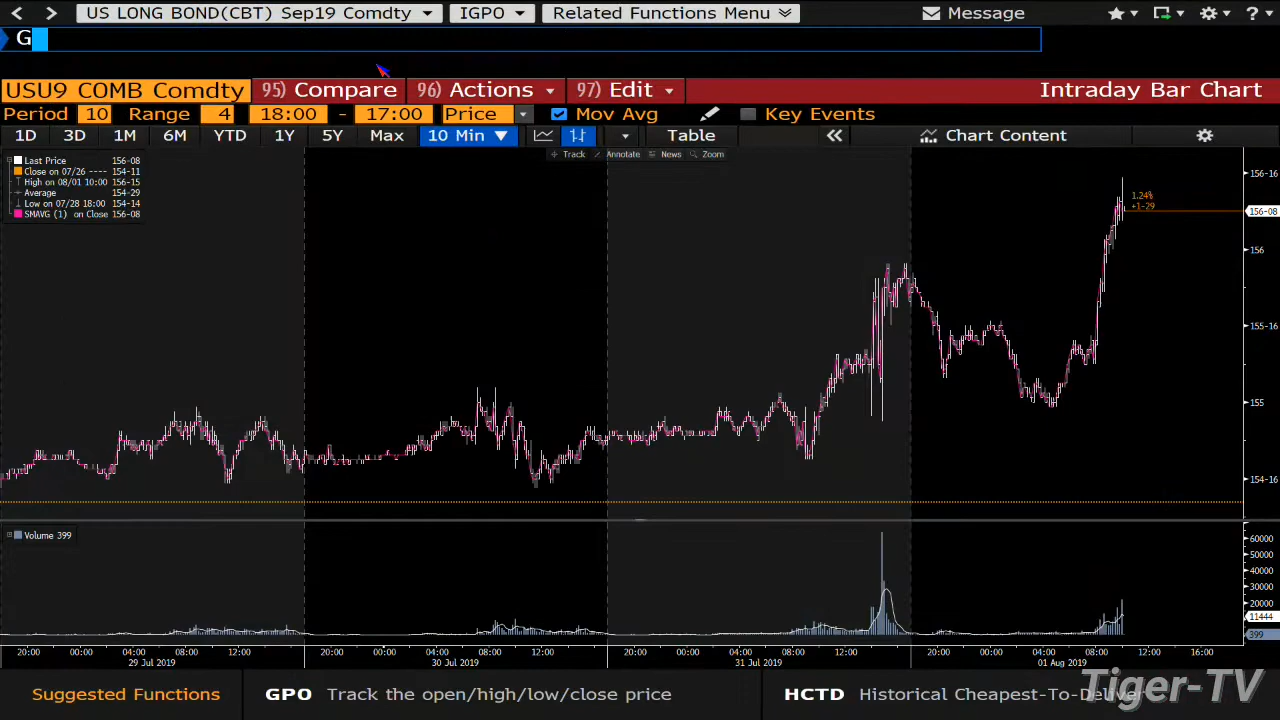 US LONG BOND(CBT) Sep19 Comdty IGPO Related Functions Menu Message ?
G
USU9 COMB Comdty 95) Compare 96) Actions 97) Edit Intraday Bar Chart
Period 10 Range 4 18:00 - 17:00 Price Mov Avg Key Events
1D 3D 1M 6M YTD 1Y 5Y Max 10 Min Table Chart Content
Track Annotate News Zoom
Last Price 156-08
Close on 07/26 ---- 154-11
High on 08/01 10:00 156-15
Average 154-29
Low on 07/28 18:00 154-14
SMAVG (1) on Close 156-08
156-16
1.24%
+1-29
156-08
156
155-16
155
154-16
Volume 399
60000
50000
40000
30000
20000
11444
399
20:00 00:00 04:00 08:00 12:00 20:00 00:00 04:00 08:00 12:00 20:00 00:00 04:00 08:00 12:00 20:00 00:00 04:00 08:00 12:00 16:00
29 Jul 2019 30 Jul 2019 31 Jul 2019 01 Aug 2019
Suggested Functions GPO Track the open/high/low/close price HCTD Historical Cheapest-To-Deliver
Tiger-TV